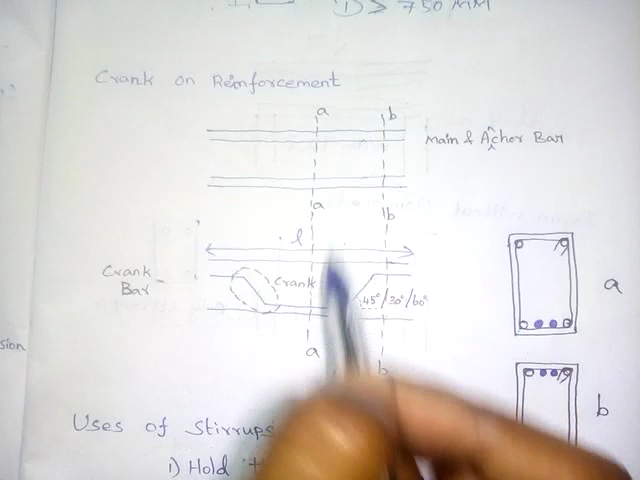 D ≥ 750 MM
Crank on Reinforcement
a
b
Main & Anchor Bar
a
b
l
Crank
Bar
Crank
45°/30°/60°
a
a
b
b
sion
Uses of Stirrups
1) Hold